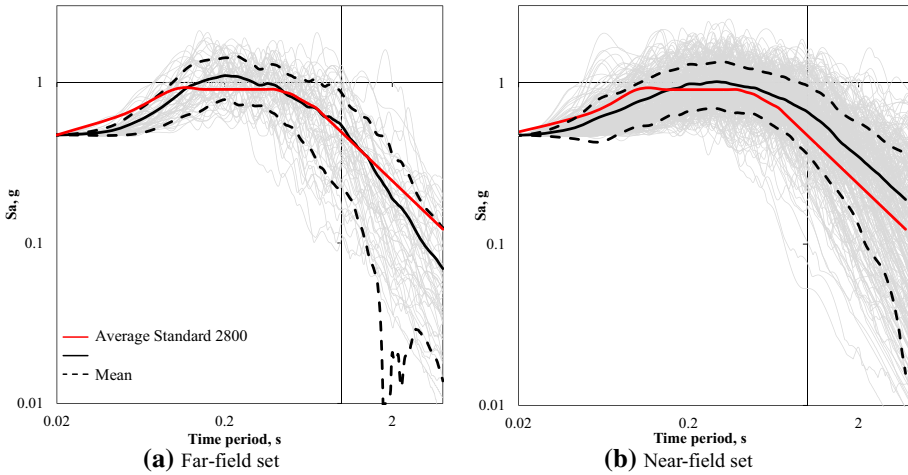 1
Sa, g
0.1
Average Standard 2800
Mean
0.01
0.02
0.2
2
Time period, s
(a) Far-field set
1
Sa, g
0.1
0.01
0.02
0.2
2
Time period, s
(b) Near-field set